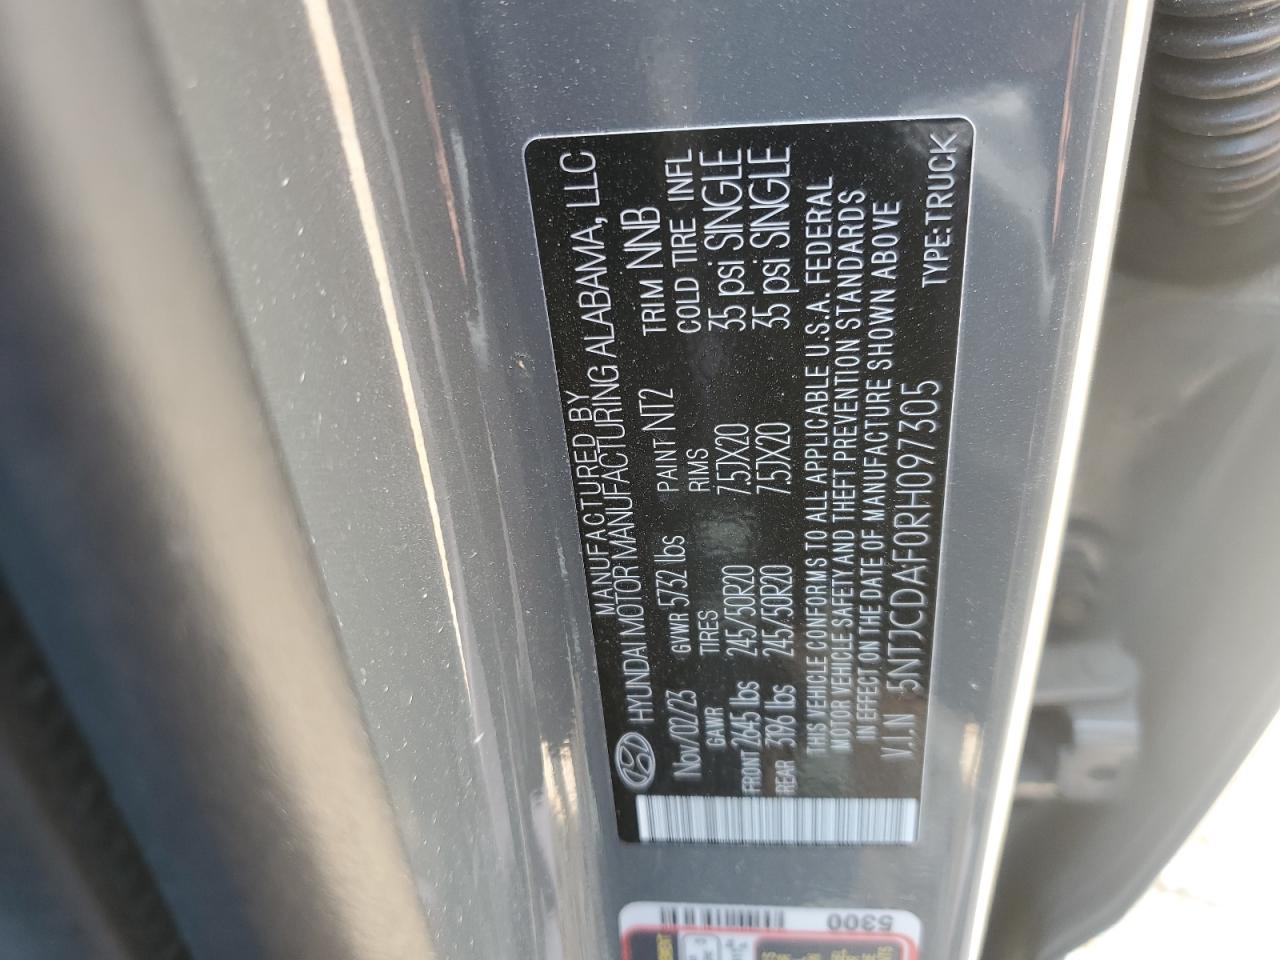 MANUFACTURED BY
HYUNDAI MOTOR MANUFACTURING ALABAMA, LLC
Nov/02/23 GVWR 5732 lbs PAINT NT2 TRIM NNB
GAWR TIRES RIMS COLD TIRE INFL
FRONT 2645 lbs 245/50R20 7.5JX20 35 psi SINGLE
REAR 3196 lbs 245/50R20 7.5JX20 35 psi SINGLE
THIS VEHICLE CONFORMS TO ALL APPLICABLE U.S.A. FEDERAL
MOTOR VEHICLE SAFETY AND THEFT PREVENTION STANDARDS
IN EFFECT ON THE DATE OF MANUFACTURE SHOWN ABOVE
V.I.N 5NTJCDAF0RH097305
TYPE:TRUCK
5300